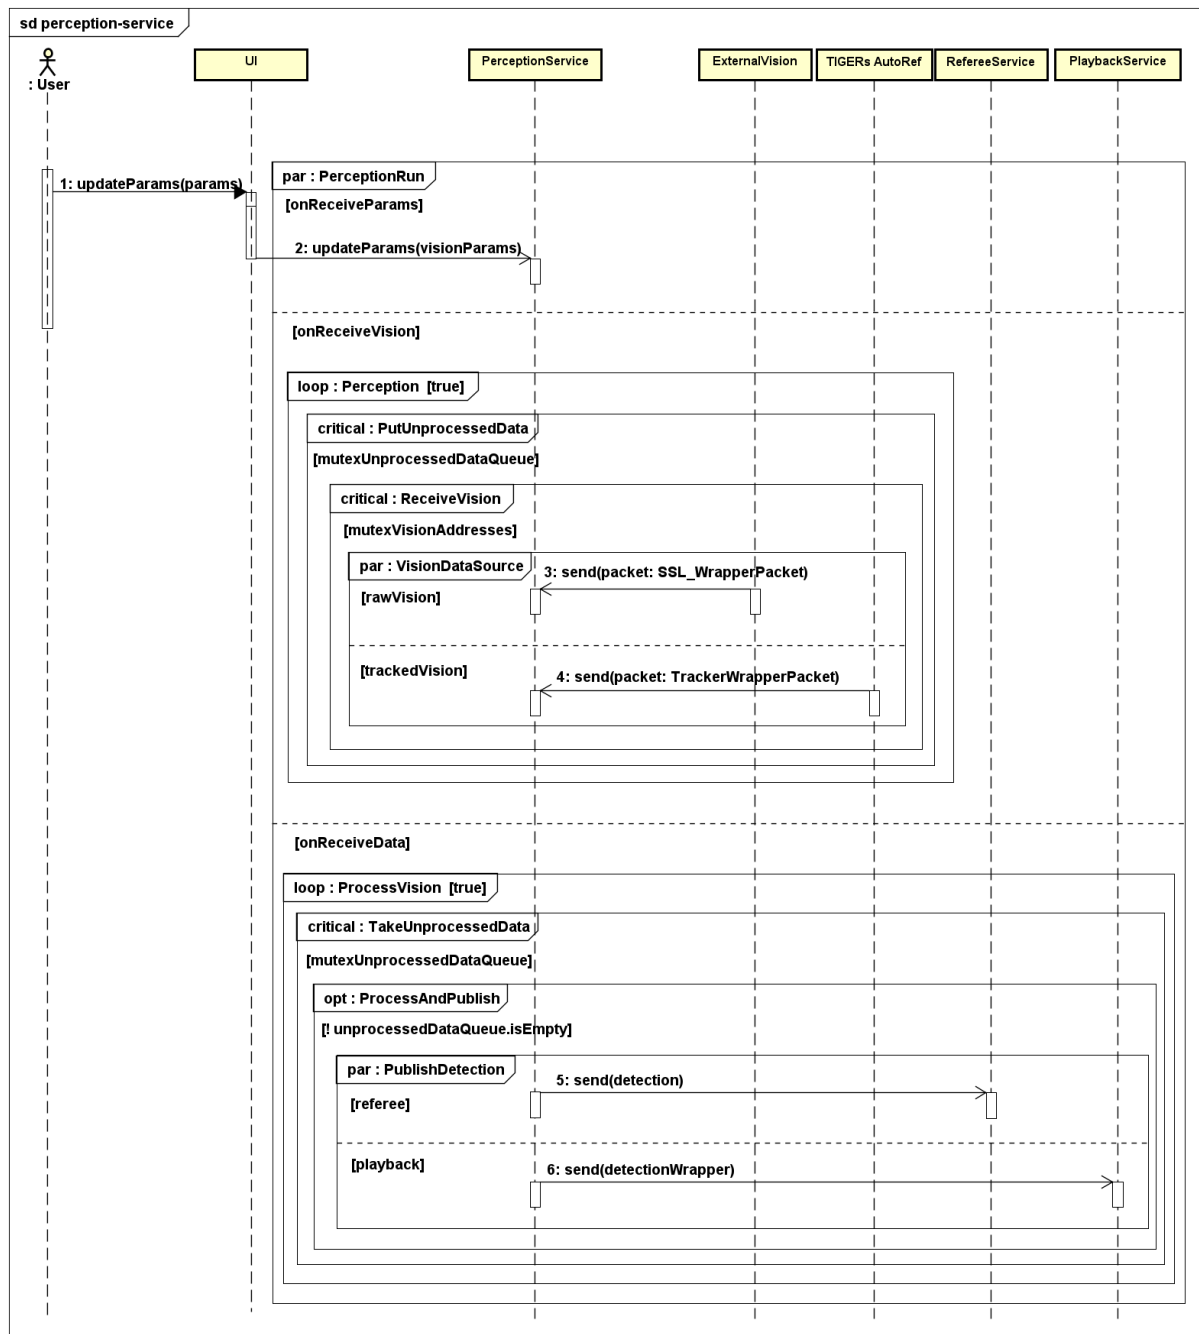 sd perception-service
: User
UI
PerceptionService
ExternalVision
TIGERs AutoRef
RefereeService
PlaybackService
1: updateParams(params)
par : PerceptionRun
[onReceiveParams]
2: updateParams(visionParams)
[onReceiveVision]
loop : Perception [true]
critical : PutUnprocessedData
[mutexUnprocessedDataQueue]
critical : ReceiveVision
[mutexVisionAddresses]
par : VisionDataSource
3: send(packet: SSL_WrapperPacket)
[rawVision]
[trackedVision]
4: send(packet: TrackerWrapperPacket)
[onReceiveData]
loop : ProcessVision [true]
critical : TakeUnprocessedData
[mutexUnprocessedDataQueue]
opt : ProcessAndPublish
[! unprocessedDataQueue.isEmpty]
par : PublishDetection
5: send(detection)
[referee]
[playback]
6: send(detectionWrapper)